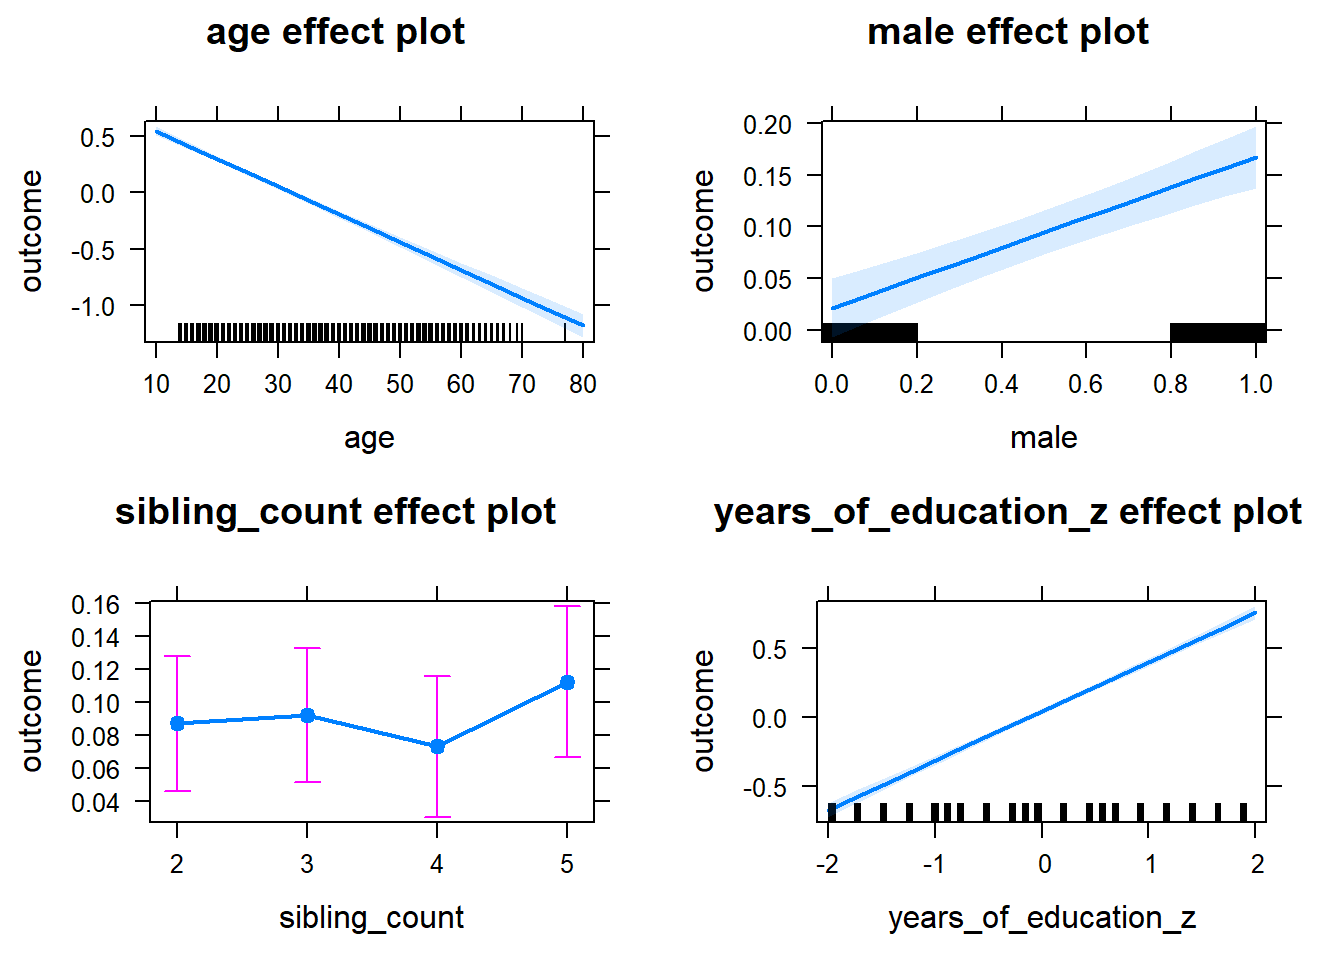 age effect plot
outcome
0.5
0.0
-0.5
-1.0
10 20 30 40 50 60 70 80
age
male effect plot
outcome
0.20
0.15
0.10
0.05
0.00
0.0 0.2 0.4 0.6 0.8 1.0
male
sibling_count effect plot
outcome
0.16
0.14
0.12
0.10
0.08
0.06
0.04
2 3 4 5
sibling_count
years_of_education_z effect plot
outcome
0.5
0.0
-0.5
-2 -1 0 1 2
years_of_education_z